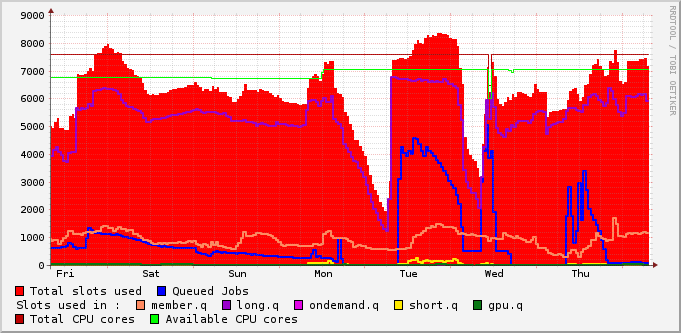 RRDTOOL / TOBI OETIKER
9000
8000
7000
6000
5000
4000
3000
2000
1000
0
Fri Sat Sun Mon Tue Wed Thu
Total slots used Queued Jobs
Slots used in : member.q long.q ondemand.q short.q gpu.q
Total CPU cores Available CPU cores